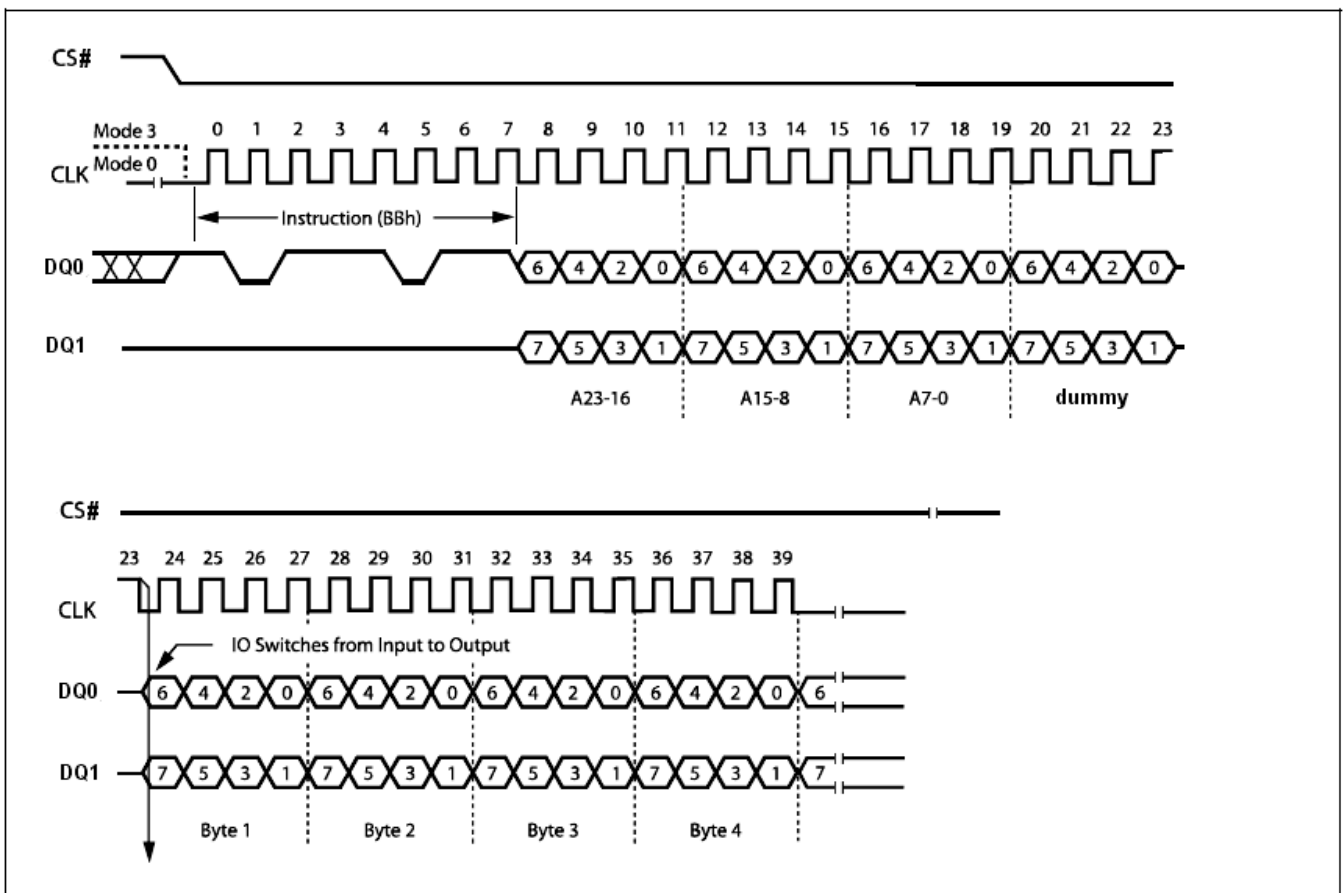 CS#
Mode 3 0 1 2 3 4 5 6 7 8 9 10 11 12 13 14 15 16 17 18 19 20 21 22 23
Mode 0
CLK
Instruction (BBh)
DQ0 6 4 2 0 6 4 2 0 6 4 2 0 6 4 2 0
DQ1 7 5 3 1 7 5 3 1 7 5 3 1 7 5 3 1
A23-16 A15-8 A7-0 dummy
CS#
23 24 25 26 27 28 29 30 31 32 33 34 35 36 37 38 39
CLK
IO Switches from Input to Output
DQ0 6 4 2 0 6 4 2 0 6 4 2 0 6 4 2 0 6
DQ1 7 5 3 1 7 5 3 1 7 5 3 1 7 5 3 1 7
Byte 1 Byte 2 Byte 3 Byte 4